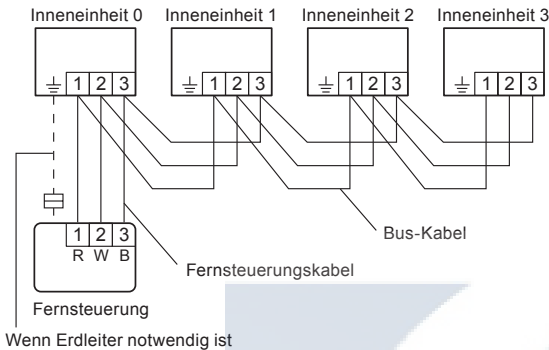 Inneneinheit 0 Inneneinheit 1 Inneneinheit 2 Inneneinheit 3
1 2 3 1 2 3 1 2 3 1 2 3
Bus-Kabel
1 2 3
R W B
Fernsteuerungskabel
Fernsteuerung
Wenn Erdleiter notwendig ist